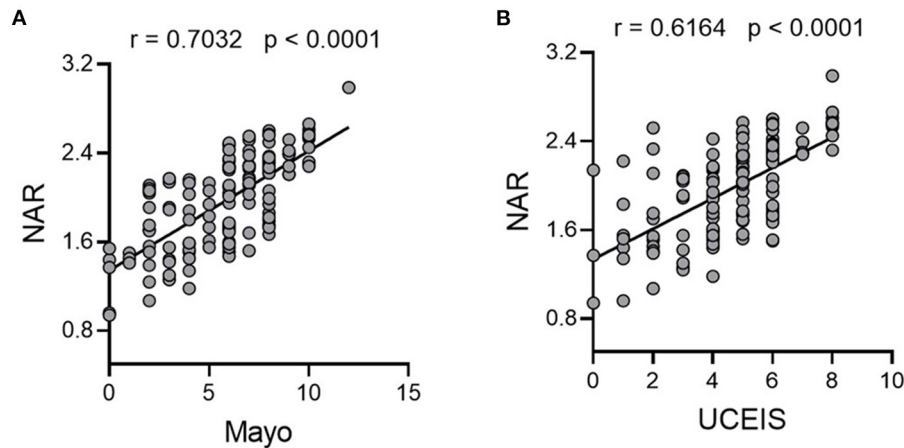 A
r = 0.7032 p < 0.0001
3.2
2.4
1.6
0.8
NAR
0 5 10 15
Mayo
B
r = 0.6164 p < 0.0001
3.2
2.4
1.6
0.8
NAR
0 2 4 6 8 10
UCEIS